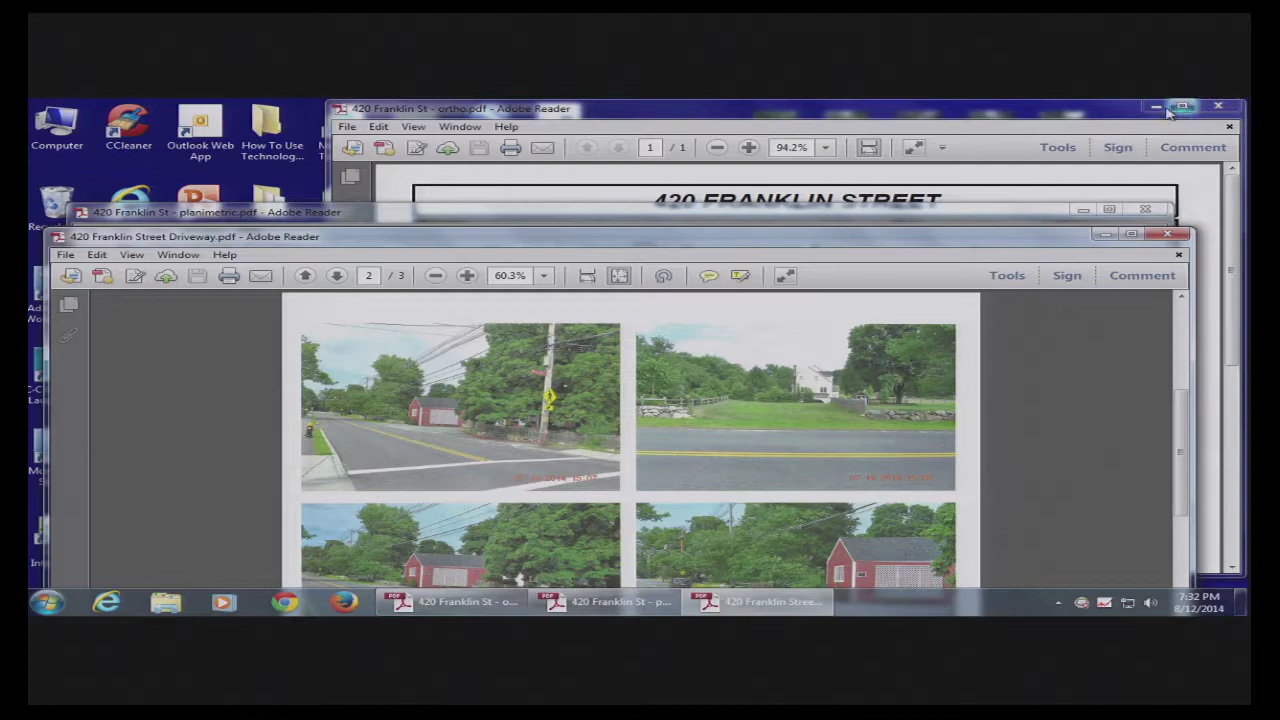 Computer
CCleaner
Outlook Web
App
How To Use
Technolog...
420 Franklin St - ortho.pdf - Adobe Reader
File Edit View Window Help
1 / 1
94.2%
Tools Sign Comment
420 FRANKLIN STREET
420 Franklin St - planimetric.pdf - Adobe Reader
420 Franklin Street Driveway.pdf - Adobe Reader
File Edit View Window Help
2 / 3
60.3%
Tools Sign Comment
420 Franklin St - o...
420 Franklin St - p...
420 Franklin Stree...
7:32 PM
8/12/2014